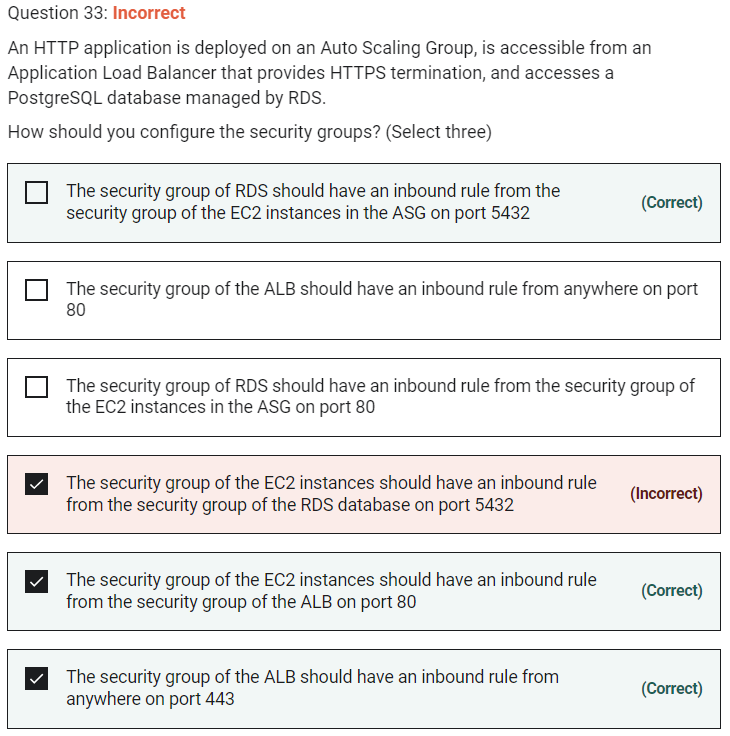 Question 33: Incorrect
An HTTP application is deployed on an Auto Scaling Group, is accessible from an
Application Load Balancer that provides HTTPS termination, and accesses a
PostgreSQL database managed by RDS.
How should you configure the security groups? (Select three)
The security group of RDS should have an inbound rule from the
security group of the EC2 instances in the ASG on port 5432
(Correct)
The security group of the ALB should have an inbound rule from anywhere on port
80
The security group of RDS should have an inbound rule from the security group of
the EC2 instances in the ASG on port 80
The security group of the EC2 instances should have an inbound rule
from the security group of the RDS database on port 5432
(Incorrect)
The security group of the EC2 instances should have an inbound rule
from the security group of the ALB on port 80
(Correct)
The security group of the ALB should have an inbound rule from
anywhere on port 443
(Correct)